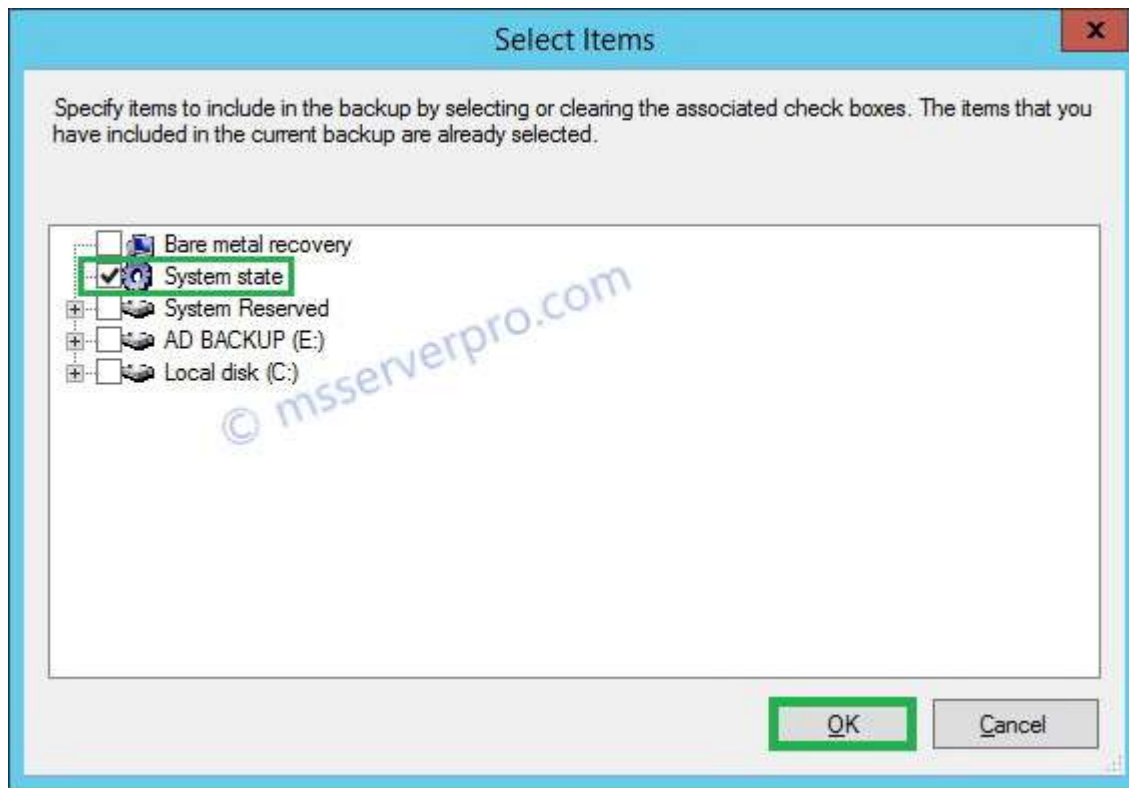 Select Items
x
Specify items to include in the backup by selecting or clearing the associated check boxes. The items that you
have included in the current backup are already selected.
Bare metal recovery
System state
System Reserved
AD BACKUP (E:)
Local disk (C:)
© msserverpro.com
OK
Cancel